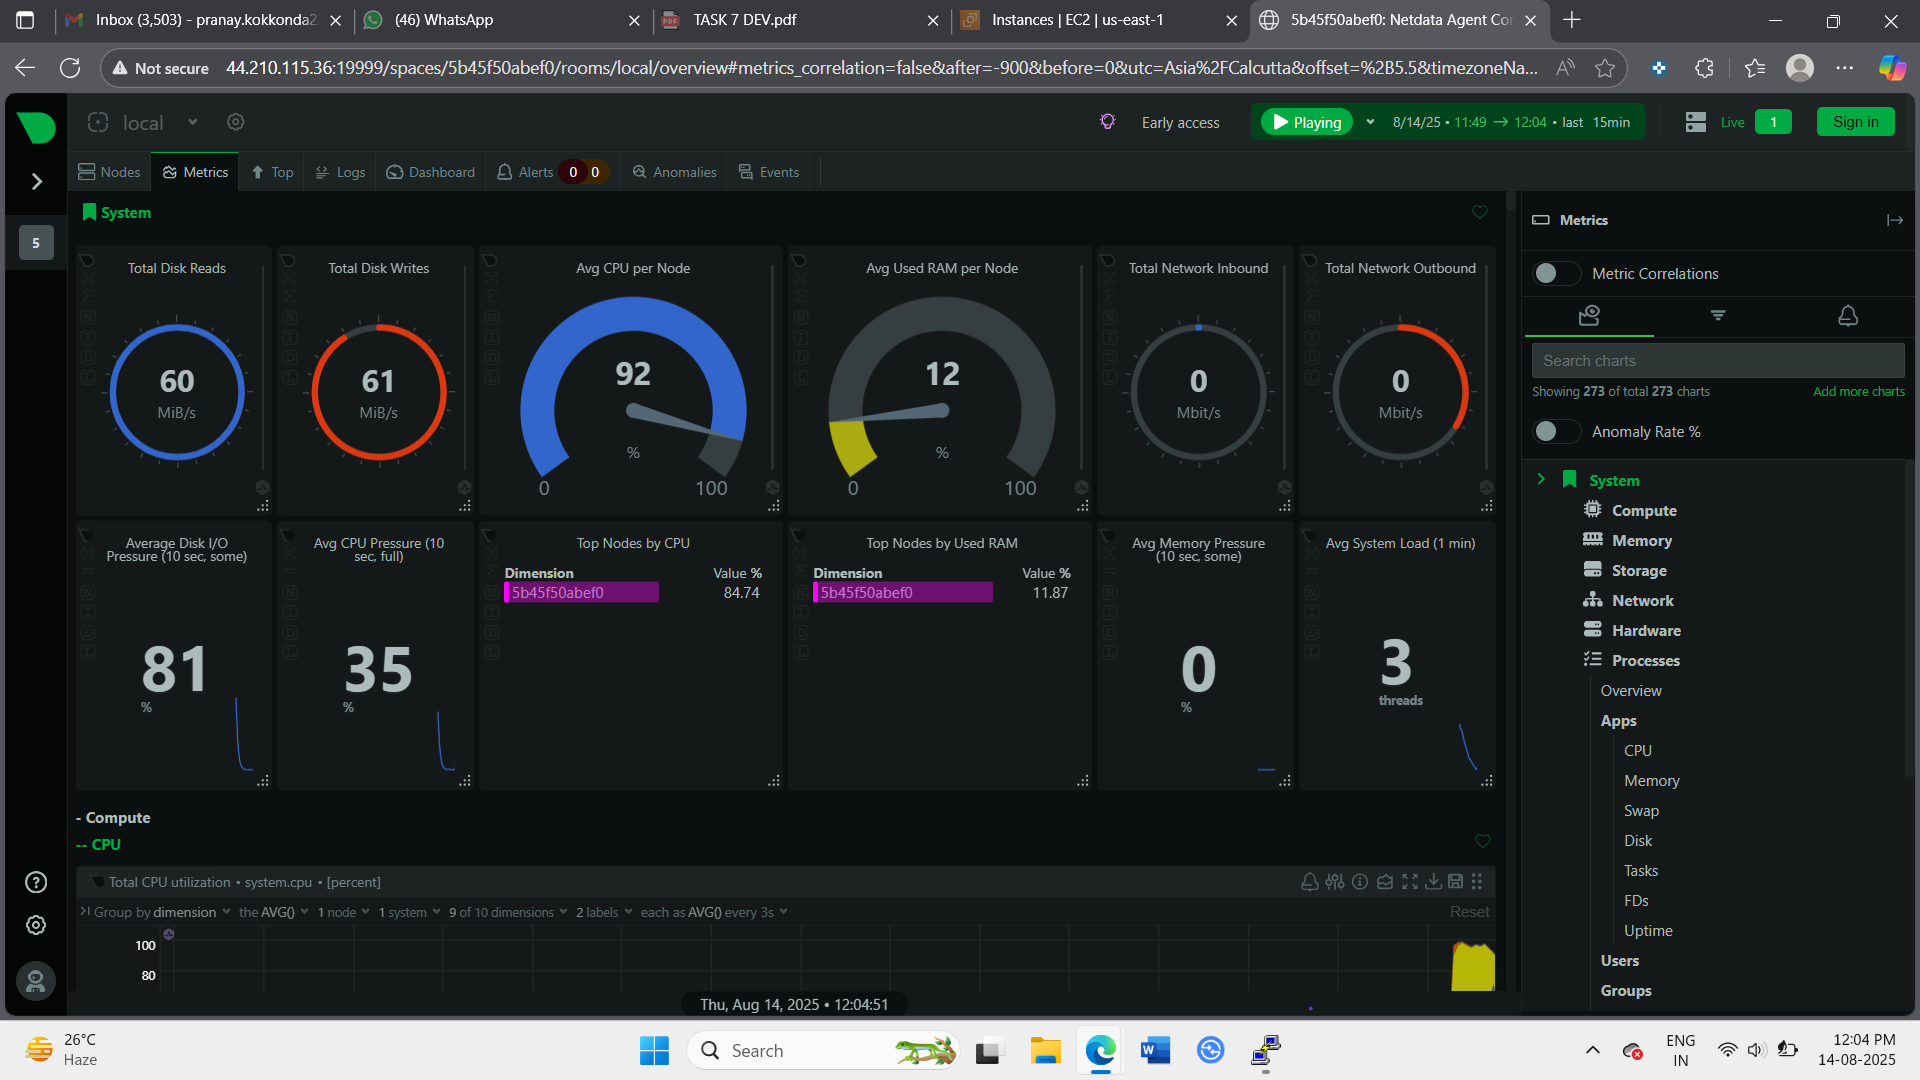 Inbox (3,503) - pranay.kokkonda2
(46) WhatsApp
TASK 7 DEV.pdf
Instances | EC2 | us-east-1
5b45f50abef0: Netdata Agent Con
Not secure
44.210.115.36:19999/spaces/5b45f50abef0/rooms/local/overview#metrics_correlation=false&after=-900&before=0&utc=Asia%2FCalcutta&offset=%2B5.5&timezoneNa...
local
Early access
Playing
8/14/25 • 11:49 → 12:04 • last 15min
Live
1
Sign in
Nodes
Metrics
Top
Logs
Dashboard
Alerts 0 0
Anomalies
Events
5
System
Total Disk Reads
60
MiB/s
Total Disk Writes
61
MiB/s
Avg CPU per Node
92
%
0 100
Avg Used RAM per Node
12
%
0 100
Total Network Inbound
0
Mbit/s
Total Network Outbound
0
Mbit/s
Average Disk I/O
Pressure (10 sec, some)
81
%
Avg CPU Pressure (10
sec, full)
35
%
Top Nodes by CPU
Dimension Value %
5b45f50abef0 84.74
Top Nodes by Used RAM
Dimension Value %
5b45f50abef0 11.87
Avg Memory Pressure
(10 sec, some)
0
%
Avg System Load (1 min)
3
threads
- Compute
-- CPU
Total CPU utilization • system.cpu • [percent]
Group by dimension the AVG() 1 node 1 system 9 of 10 dimensions 2 labels each as AVG() every 3s
Reset
100
80
Thu, Aug 14, 2025 • 12:04:51
Metrics
Metric Correlations
Search charts
Showing 273 of total 273 charts
Add more charts
Anomaly Rate %
System
Compute
Memory
Storage
Network
Hardware
Processes
Overview
Apps
CPU
Memory
Swap
Disk
Tasks
FDs
Uptime
Users
Groups
26°C
Haze
Search
ENG
IN
12:04 PM
14-08-2025